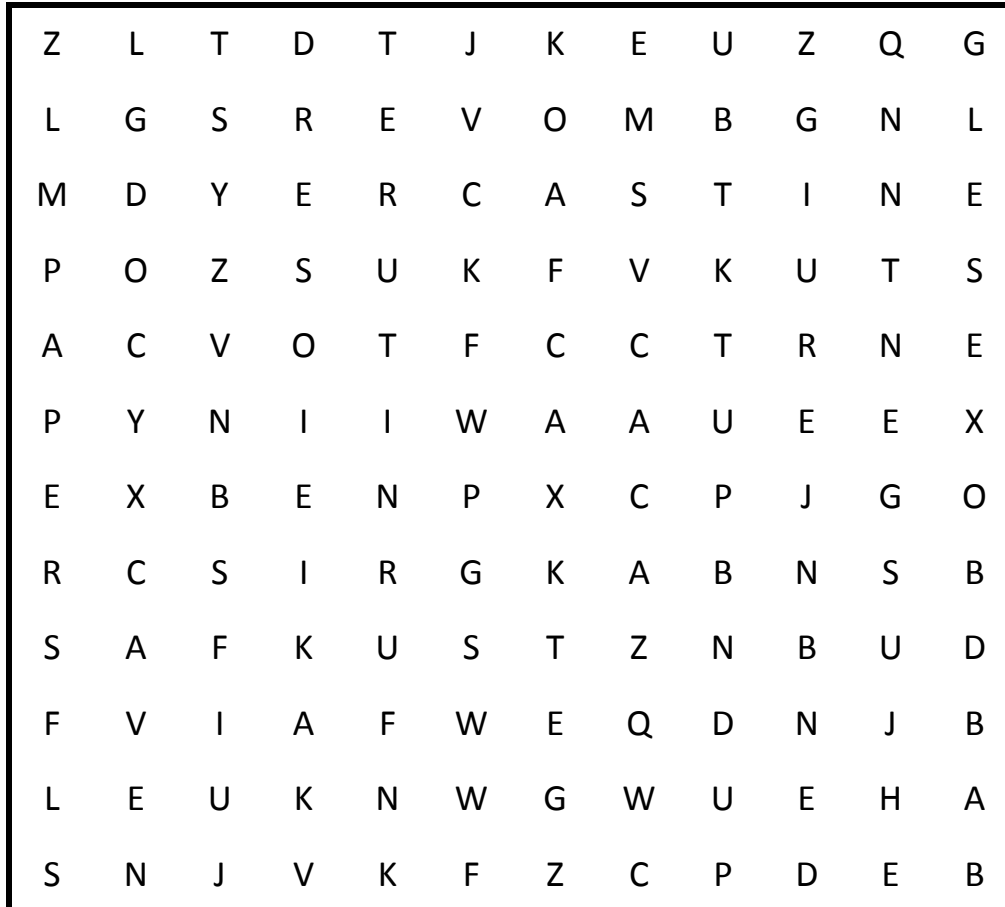 Z L T D T J K E U Z Q G
L G S R E V O M B G N L
M D Y E R C A S T I N E
P O Z S U K F V K U T S
A C V O T F C C T R N E
P Y N I I W A A U E E X
E X B E N P X C P J G O
R C S I R G K A B N S B
S A F K U S T Z N B U D
F V I A F W E Q D N J B
L E U K N W G W U E H A
S N J V K F Z C P D E B